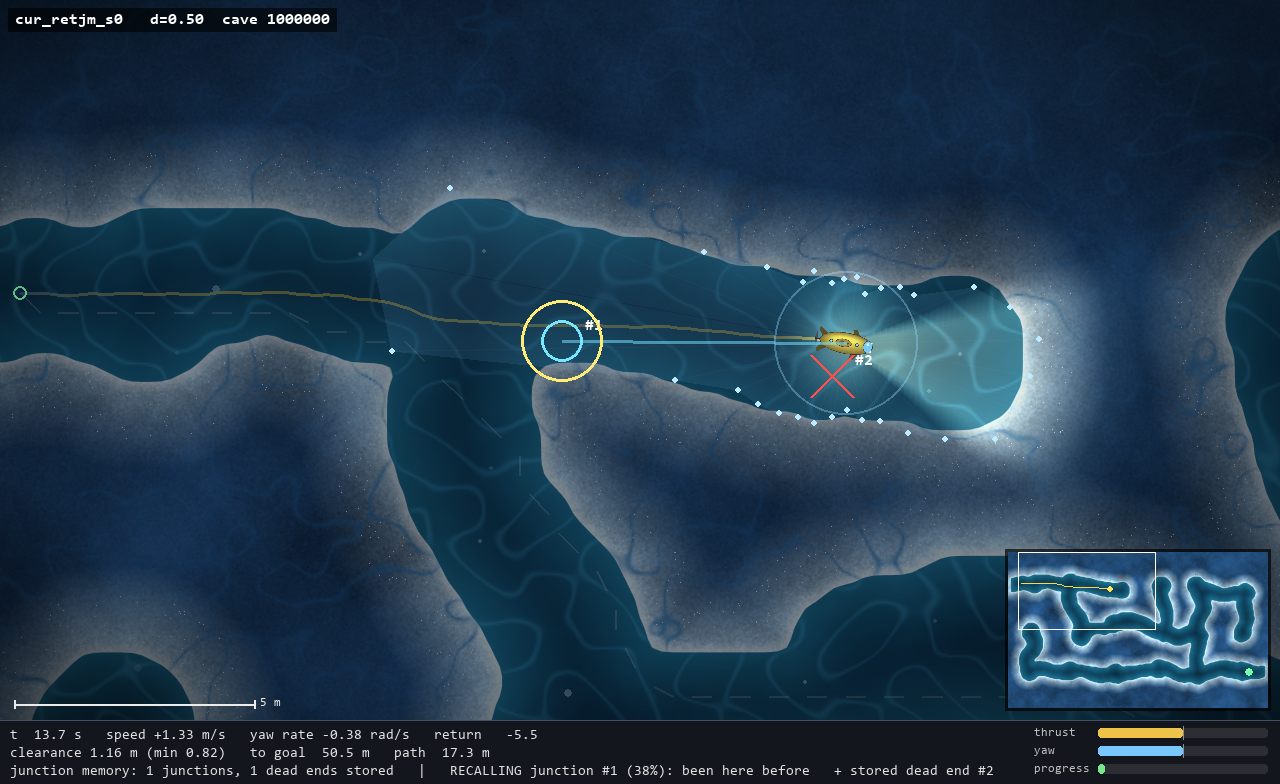 cur_retjm_s0   d=0.50  cave 1000000
#1
#2
5 m
t  13.7 s   speed +1.33 m/s   yaw rate -0.38 rad/s   return   -5.5
clearance 1.16 m (min 0.82)   to goal  50.5 m   path  17.3 m
junction memory: 1 junctions, 1 dead ends stored   |   RECALLING junction #1 (38%): been here before   + stored dead end #2
thrust
yaw
progress